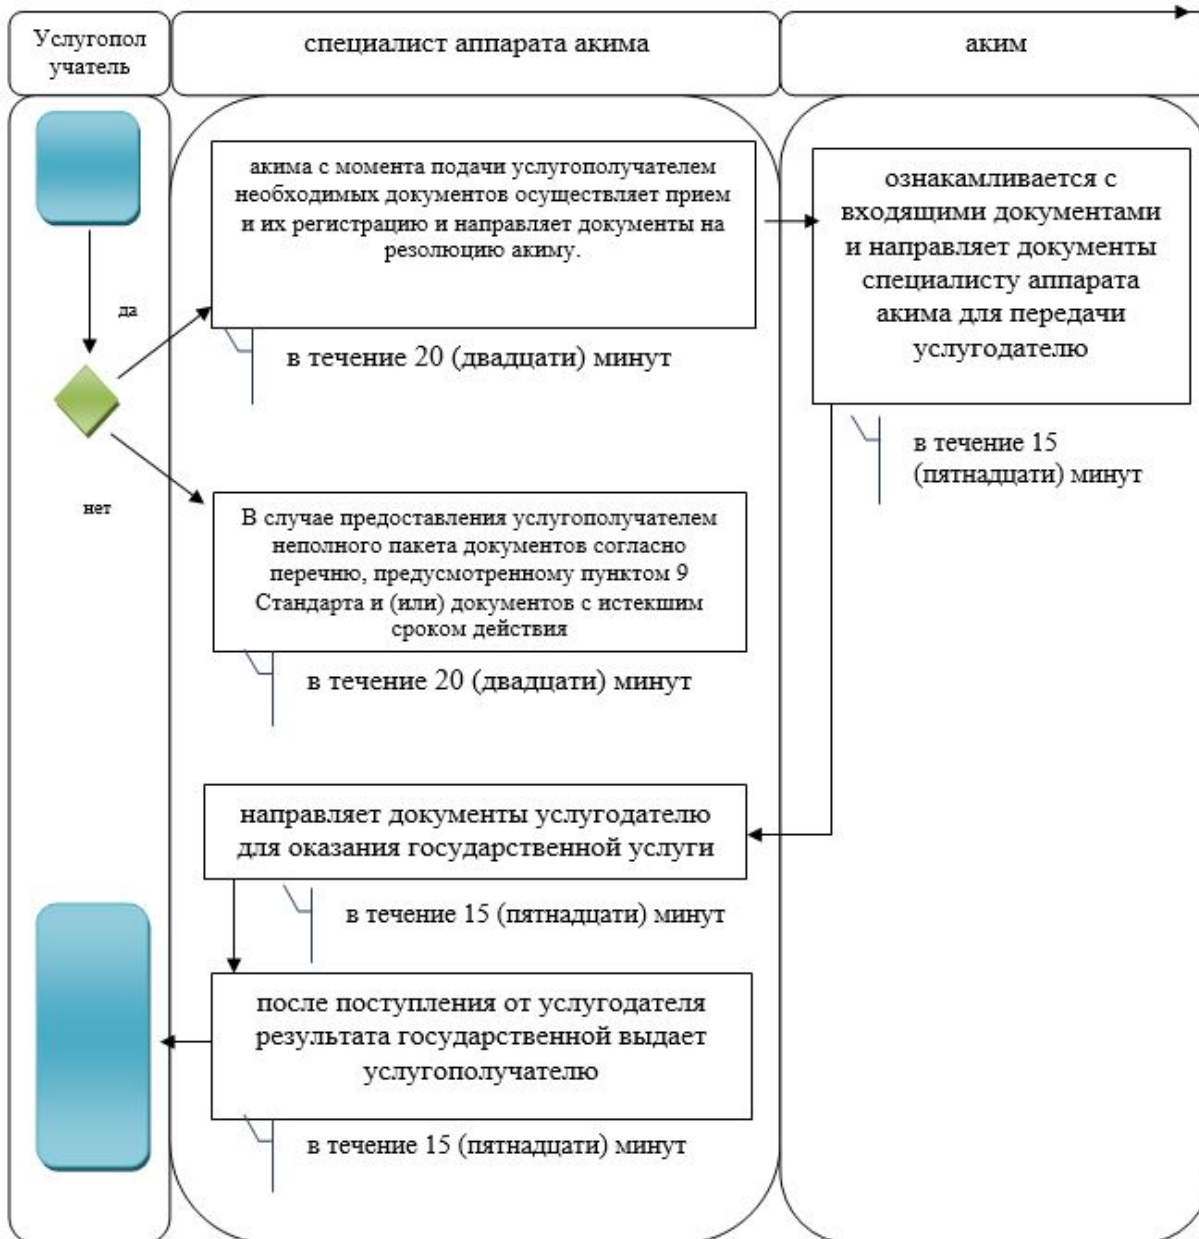 Услугопол
учатель
специалист аппарата акима
аким
акима с момента подачи услугополучателем
необходимых документов осуществляет прием
и их регистрацию и направляет документы на
резолюцию акиму.
ознакамливается с
входящими документами
и направляет документы
специалисту аппарата
акима для передачи
услугодателю
да
в течение 20 (двадцати) минут
в течение 15
(пятнадцати) минут
нет
В случае предоставления услугополучателем
неполного пакета документов согласно
перечню, предусмотренному пунктом 9
Стандарта и (или) документов с истекшим
сроком действия
в течение 20 (двадцати) минут
направляет документы услугодателю
для оказания государственной услуги
в течение 15 (пятнадцати) минут
после поступления от услугодателя
результата государственной выдает
услугополучателю
в течение 15 (пятнадцати) минут